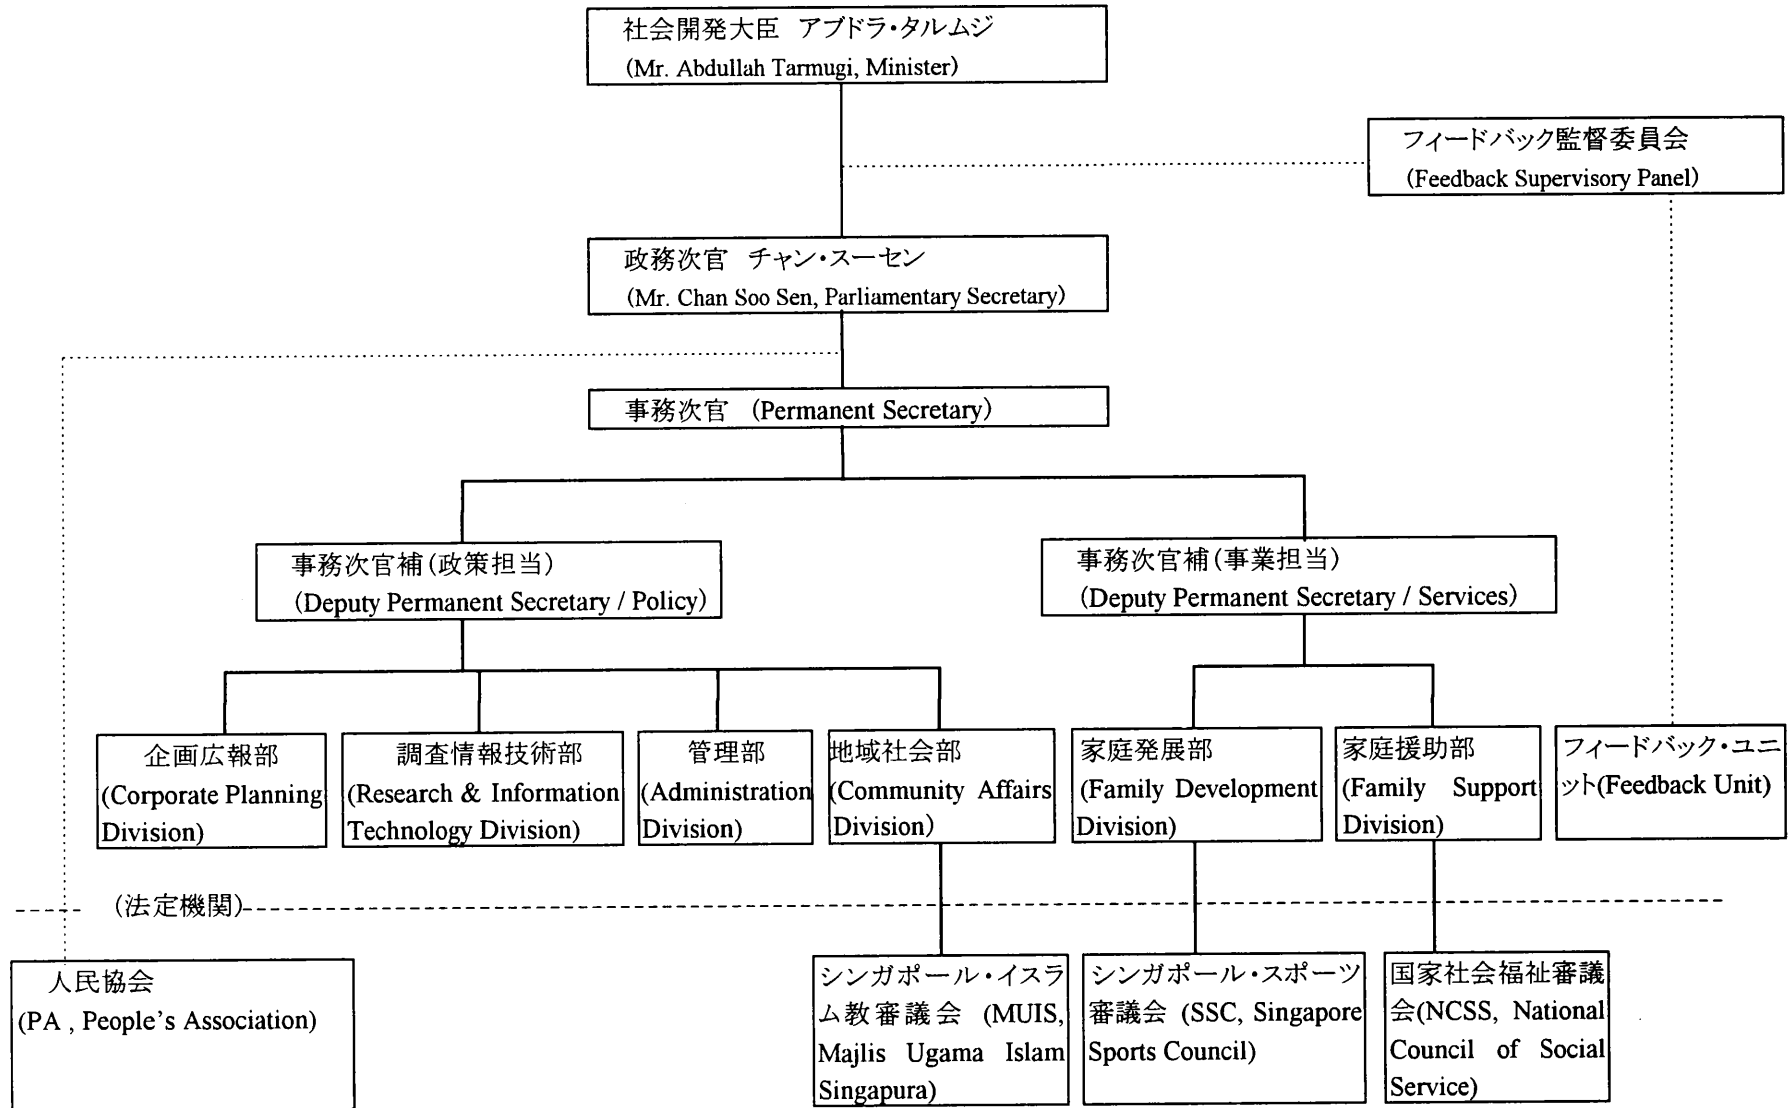 社会開発大臣 アブドラ・タルムジ
(Mr. Abdullah Tarmugi, Minister)
フィードバック監督委員会
(Feedback Supervisory Panel)
政務次官 チャン・スーセン
(Mr. Chan Soo Sen, Parliamentary Secretary)
事務次官 (Permanent Secretary)
事務次官補(政策担当)
(Deputy Permanent Secretary / Policy)
事務次官補(事業担当)
(Deputy Permanent Secretary / Services)
企画広報部
(Corporate Planning
Division)
調査情報技術部
(Research & Information
Technology Division)
管理部
(Administration
Division)
地域社会部
(Community Affairs
Division)
家庭発展部
(Family Development
Division)
家庭援助部
(Family Support
Division)
フィードバック・ユニ
ット(Feedback Unit)
(法定機関)
人民協会
(PA , People's Association)
シンガポール・イスラ
ム教審議会 (MUIS,
Majlis Ugama Islam
Singapura)
シンガポール・スポーツ
審議会 (SSC, Singapore
Sports Council)
国家社会福祉審議
会(NCSS, National
Council of Social
Service)